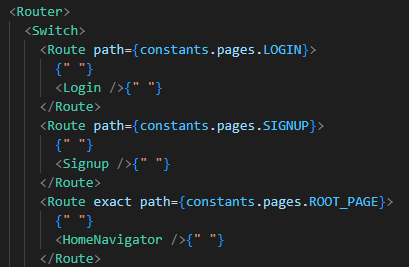 <Router>
<Switch>
<Route path={constants.pages.LOGIN}>
{" "}
<Login />{" "}
</Route>
<Route path={constants.pages.SIGNUP}>
{" "}
<Signup />{" "}
</Route>
<Route exact path={constants.pages.ROOT_PAGE}>
{" "}
<HomeNavigator />{" "}
</Route>